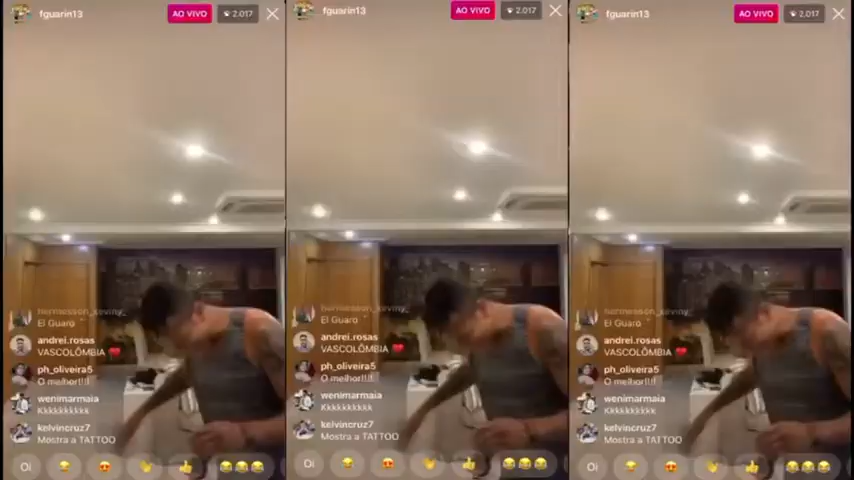 fguarin13 AO VIVO 2.017
El Guaro
andrei.rosas
VASCOLÔMBIA ❤️
ph_oliveira5
O melhor!!!!
wenimarmaia
Kkkkkkkkkk
kelvincruz7
Mostra a TATTOO
Oi
fguarin13 AO VIVO 2.017
El Guaro
andrei.rosas
VASCOLÔMBIA ❤️
ph_oliveira5
O melhor!!!!
wenimarmaia
Kkkkkkkkkk
kelvincruz7
Mostra a TATTOO
Oi
fguarin13 AO VIVO 2.017
El Guaro
andrei.rosas
VASCOLÔMBIA ❤️
ph_oliveira5
O melhor!!!!
wenimarmaia
Kkkkkkkkkk
kelvincruz7
Mostra a TATTOO
Oi